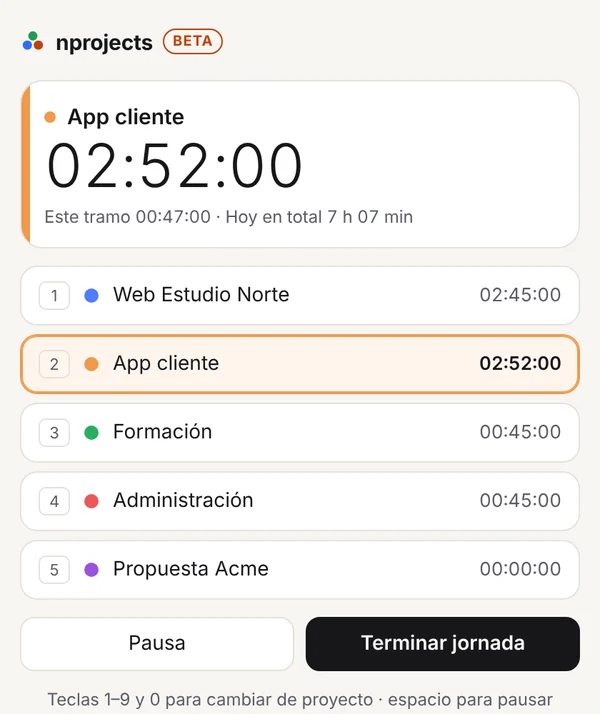 nprojects BETA
App cliente
02:52:00
Este tramo 00:47:00 · Hoy en total 7 h 07 min
1 Web Estudio Norte 02:45:00
2 App cliente 02:52:00
3 Formación 00:45:00
4 Administración 00:45:00
5 Propuesta Acme 00:00:00
Pausa Terminar jornada
Teclas 1–9 y 0 para cambiar de proyecto · espacio para pausar